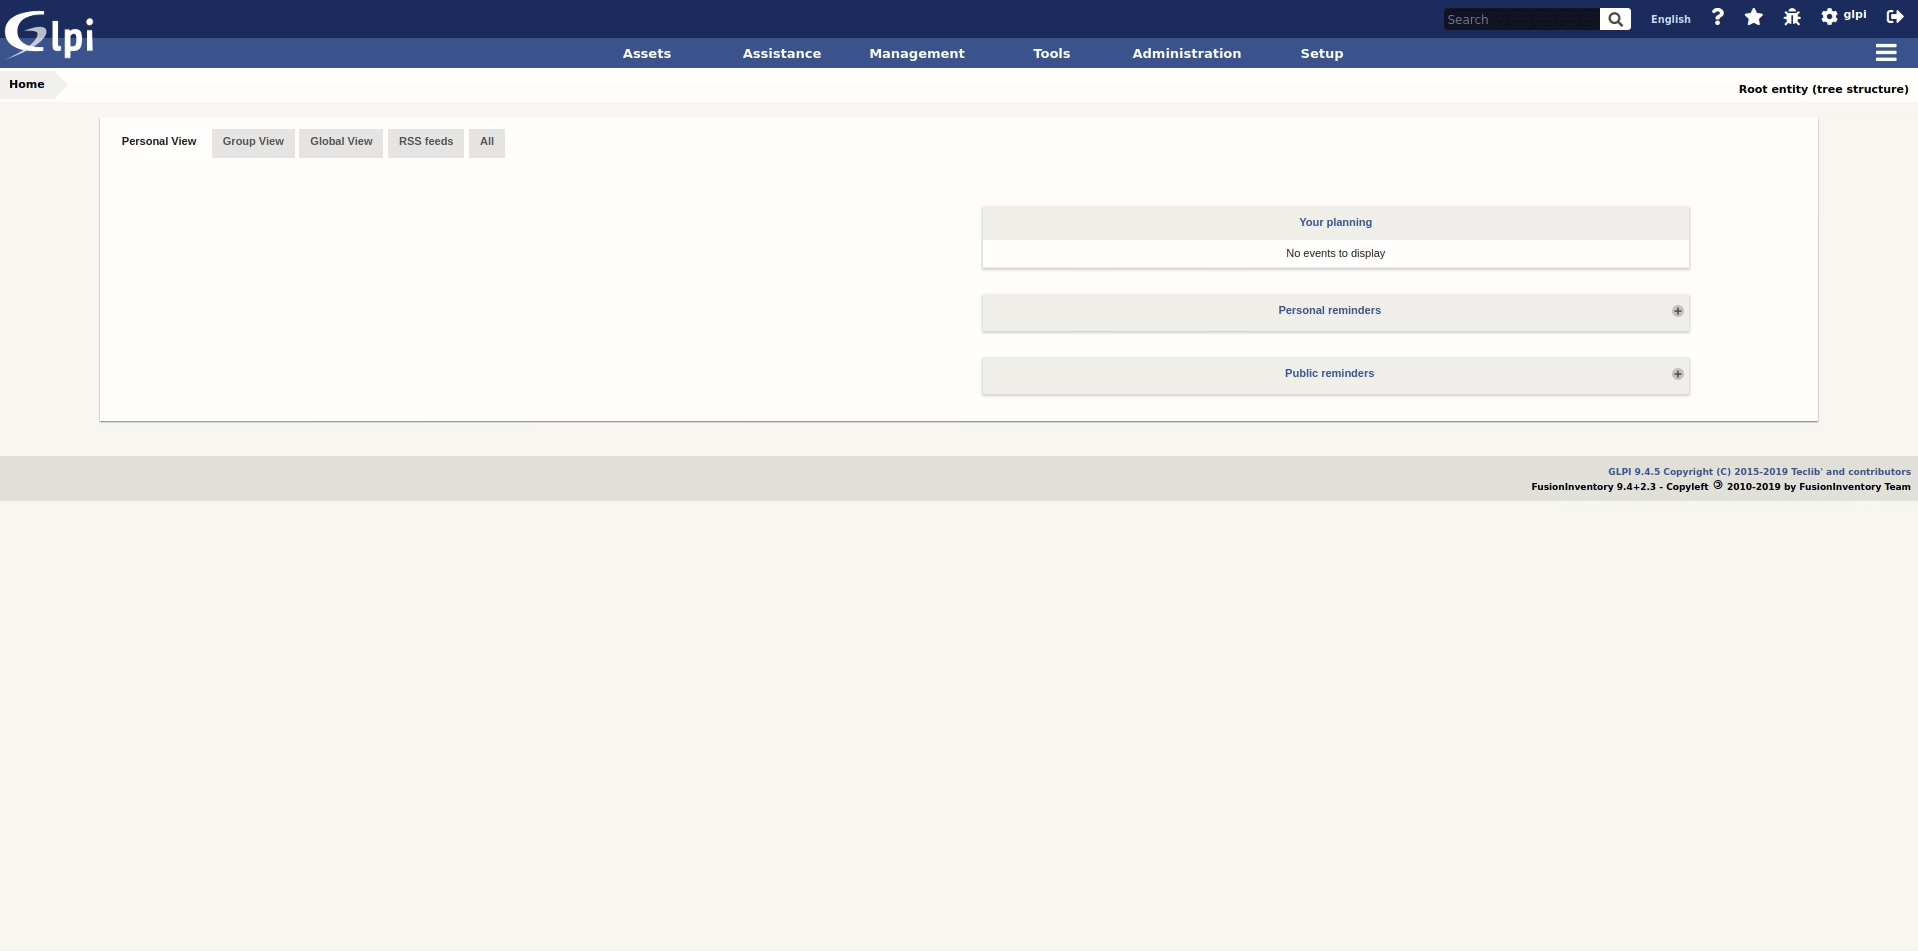 Glpi
Search
English
glpi
Assets Assistance Management Tools Administration Setup
Home
Root entity (tree structure)
Personal View Group View Global View RSS feeds All
Your planning
No events to display
Personal reminders
Public reminders
GLPI 9.4.5 Copyright (C) 2015-2019 Teclib' and contributors
FusionInventory 9.4+2.3 - Copyleft 🄯 2010-2019 by FusionInventory Team